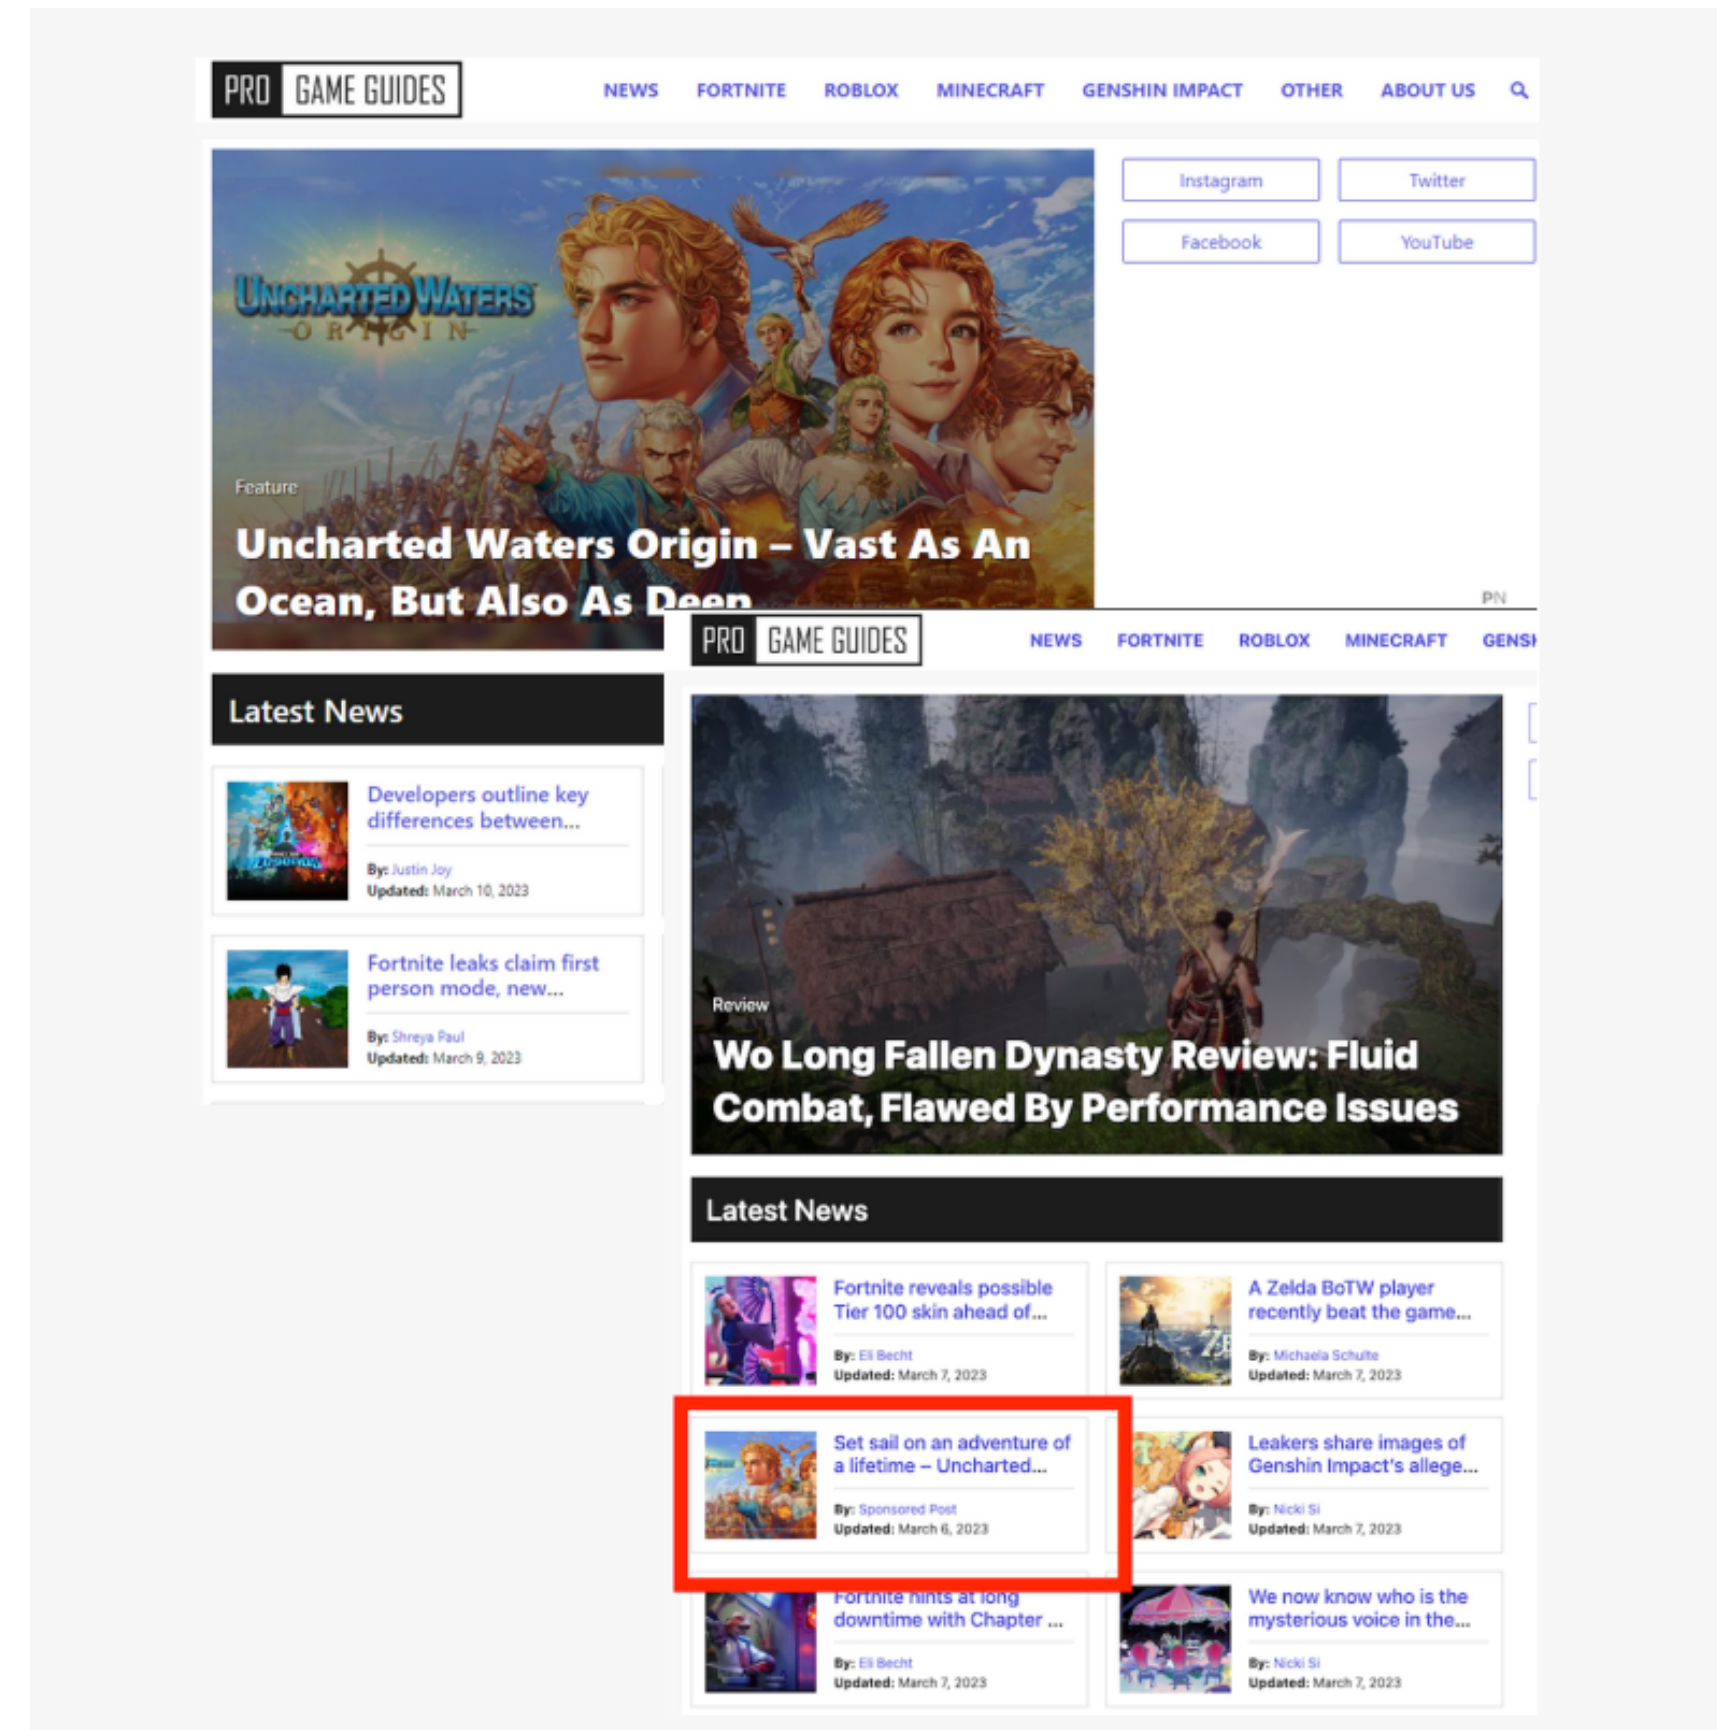 PRO GAME GUIDES
NEWS FORTNITE ROBLOX MINECRAFT GENSHIN IMPACT OTHER ABOUT US
Instagram Twitter
Facebook YouTube
UNCHARTED WATERS
ORIGIN
Feature
Uncharted Waters Origin – Vast As An
Ocean, But Also As Deep
PN
Latest News
Developers outline key
differences between...
By: Justin Joy
Updated: March 10, 2023
Fortnite leaks claim first
person mode, new...
By: Shreya Paul
Updated: March 9, 2023
PRO GAME GUIDES
NEWS FORTNITE ROBLOX MINECRAFT GENSH
Review
Wo Long Fallen Dynasty Review: Fluid
Combat, Flawed By Performance Issues
Latest News
Fortnite reveals possible
Tier 100 skin ahead of...
By: Eli Becht
Updated: March 7, 2023
A Zelda BoTW player
recently beat the game...
By: Michaela Schulte
Updated: March 7, 2023
Set sail on an adventure of
a lifetime – Uncharted...
By: Sponsored Post
Updated: March 6, 2023
Leakers share images of
Genshin Impact's allege...
By: Nicki Si
Updated: March 7, 2023
Fortnite hints at long
downtime with Chapter ...
By: Eli Becht
Updated: March 7, 2023
We now know who is the
mysterious voice in the...
By: Nicki Si
Updated: March 7, 2023